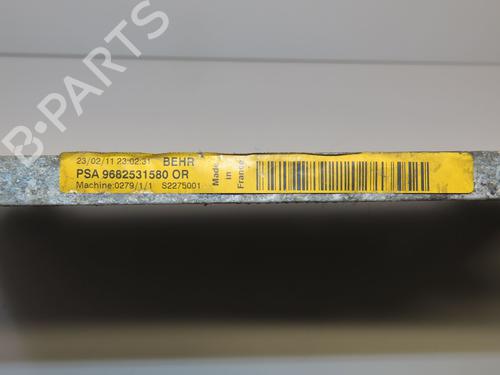 B-PARTS
23/02/11 23:02:31 BEHR
PSA 9682531580 OR
Machine:0279/1/1 S2275001
Made
in
France